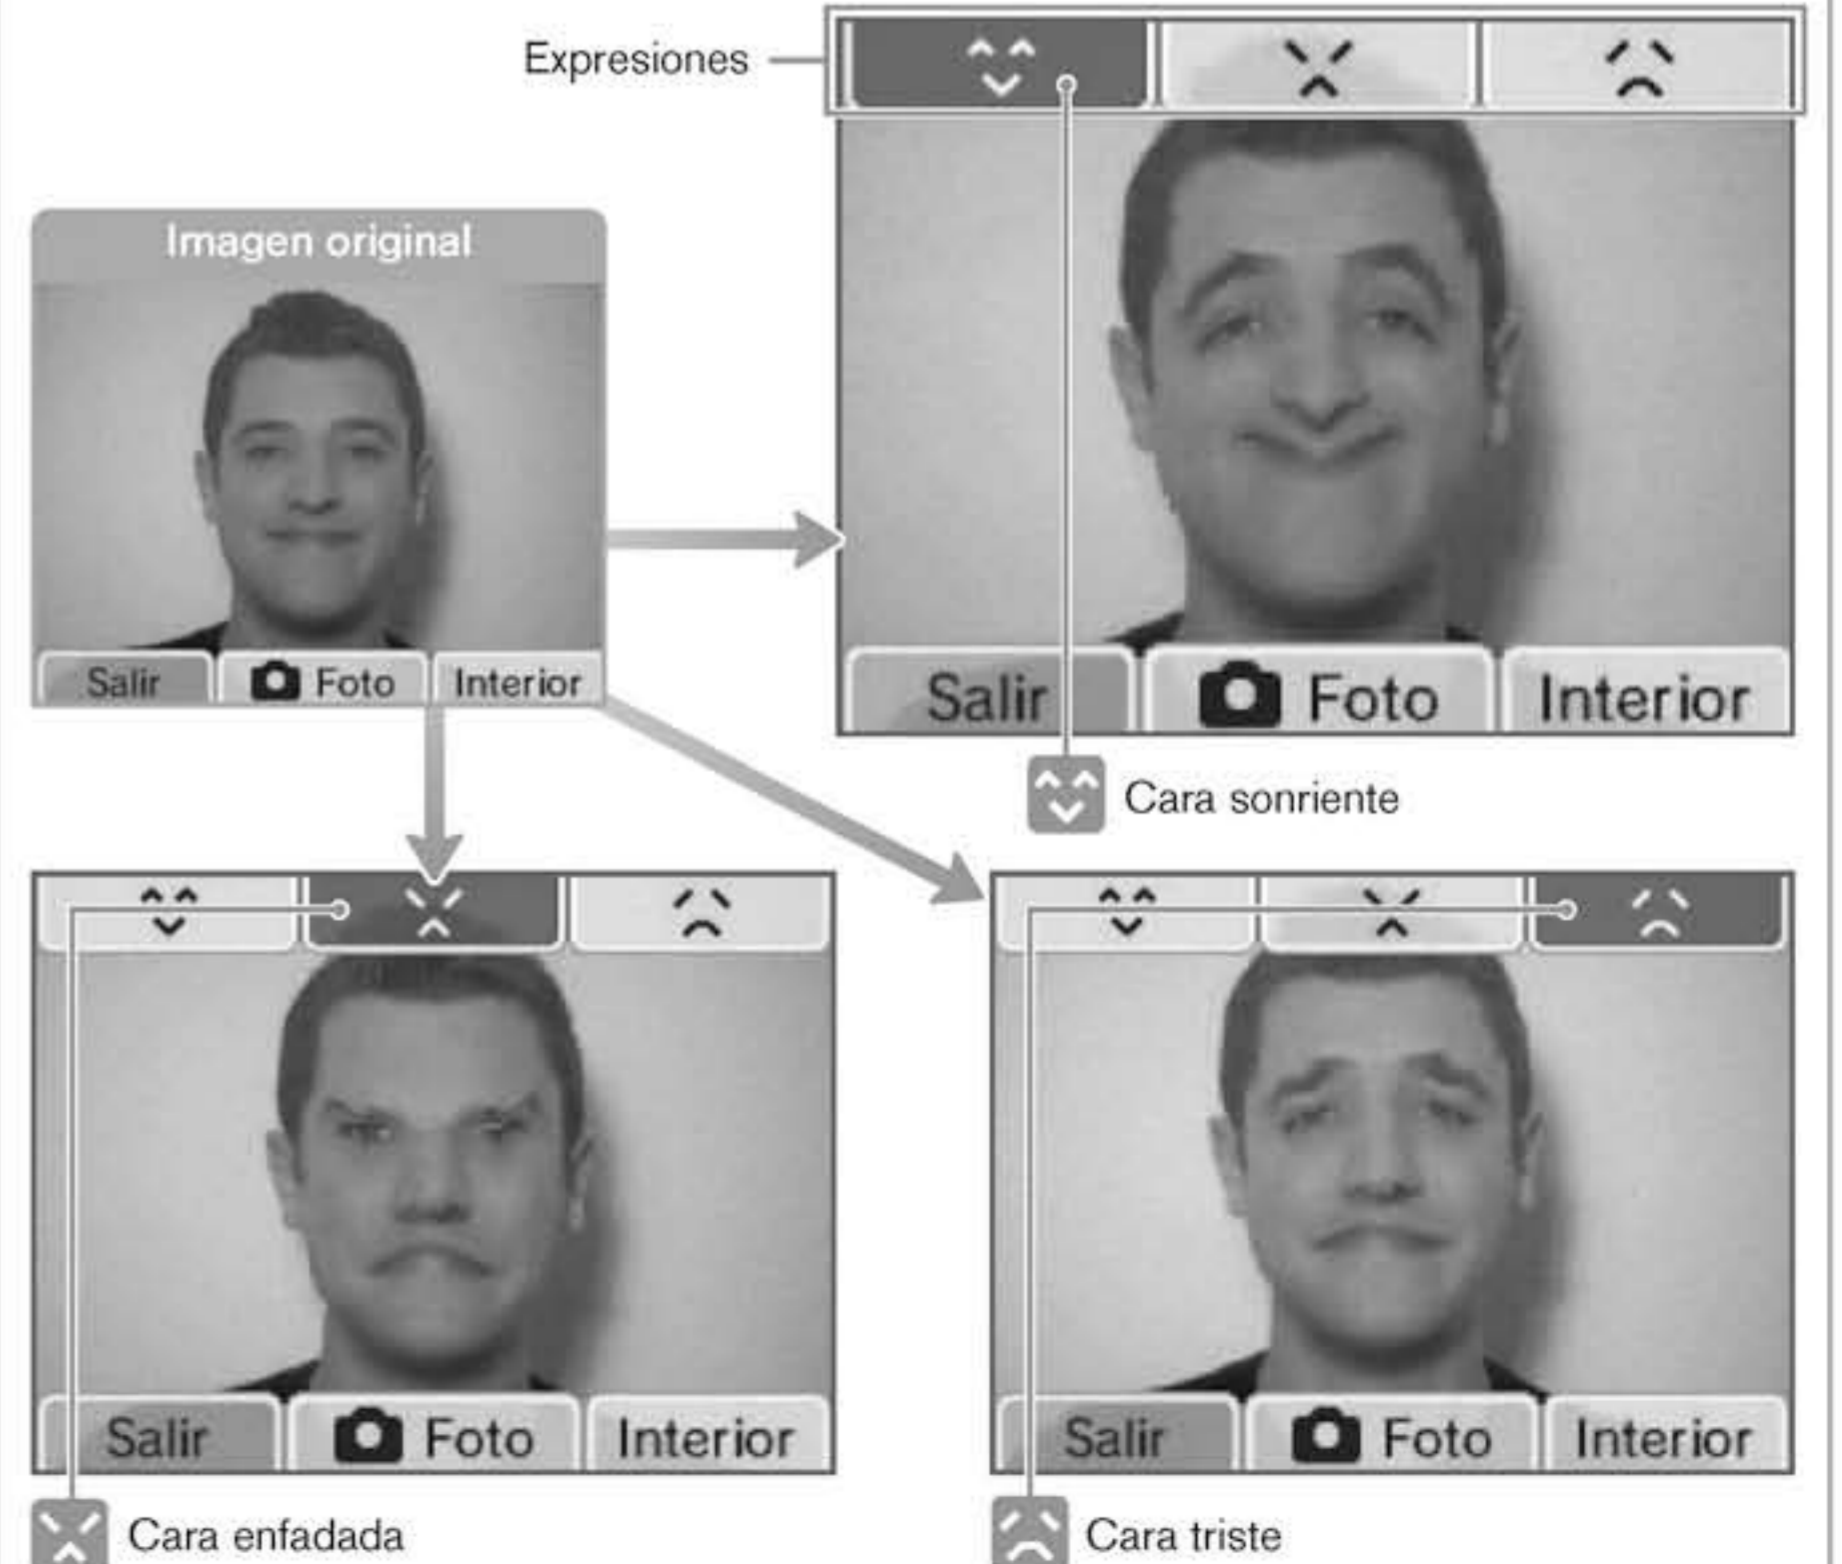 Expresiones
Imagen original
Salir
Foto
Interior
Salir
Foto
Interior
Cara sonriente
Salir
Foto
Interior
Salir
Foto
Interior
Cara enfadada
Cara triste